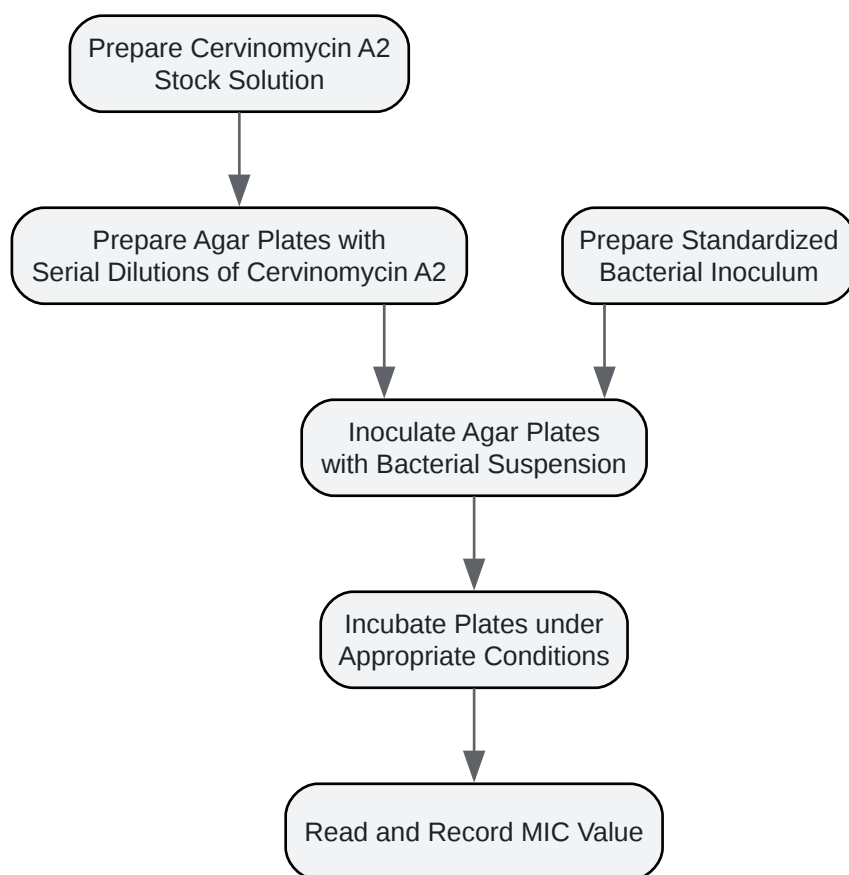 Prepare Cervinomycin A2
Stock Solution
Prepare Agar Plates with
Serial Dilutions of Cervinomycin A2
Prepare Standardized
Bacterial Inoculum
Inoculate Agar Plates
with Bacterial Suspension
Incubate Plates under
Appropriate Conditions
Read and Record MIC Value